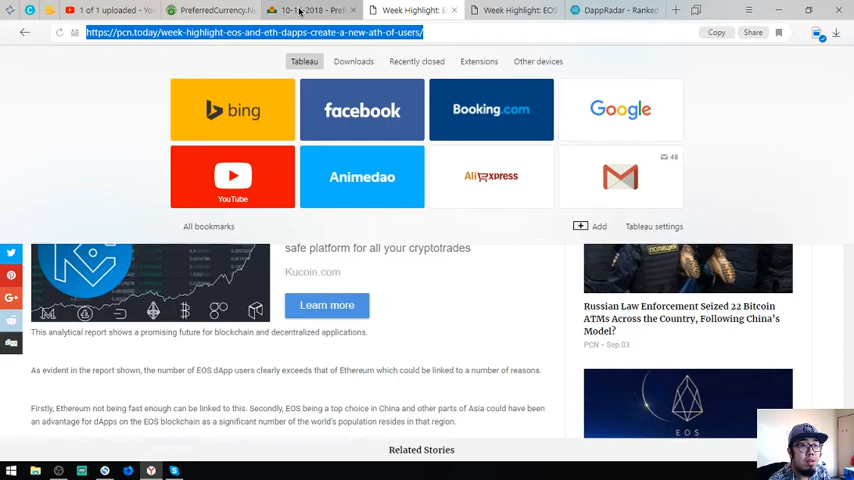 1 of 1 uploaded - Yo
PreferredCurrency.N
10-1 -2018 - Pref
Week Highlight: E
Week Highlight: EOS
DappRadar - Ranked
https://pcn.today/week-highlight-eos-and-eth-dapps-create-a-new-ath-of-users/
Copy
Share
Tableau
Downloads
Recently closed
Extensions
Other devices
bing
facebook
Booking.com
Google
YouTube
Animedao
AliExpress
48
All bookmarks
Add
Tableau settings
safe platform for all your cryptotrades
Kucoin.com
Learn more
This analytical report shows a promising future for blockchain and decentralized applications.
As evident in the report shown, the number of EOS dApp users clearly exceeds that of Ethereum which could be linked to a number of reasons.
Firstly, Ethereum not being fast enough can be linked to this. Secondly, EOS being a top choice in China and other parts of Asia could have been
an advantage for dApps on the EOS blockchain as a significant number of the world's population resides in that region.
ПОЛИЦИЯ
Russian Law Enforcement Seized 22 Bitcoin
ATMs Across the Country, Following China's
Model?
PCN - Sep 03
EOS
Related Stories